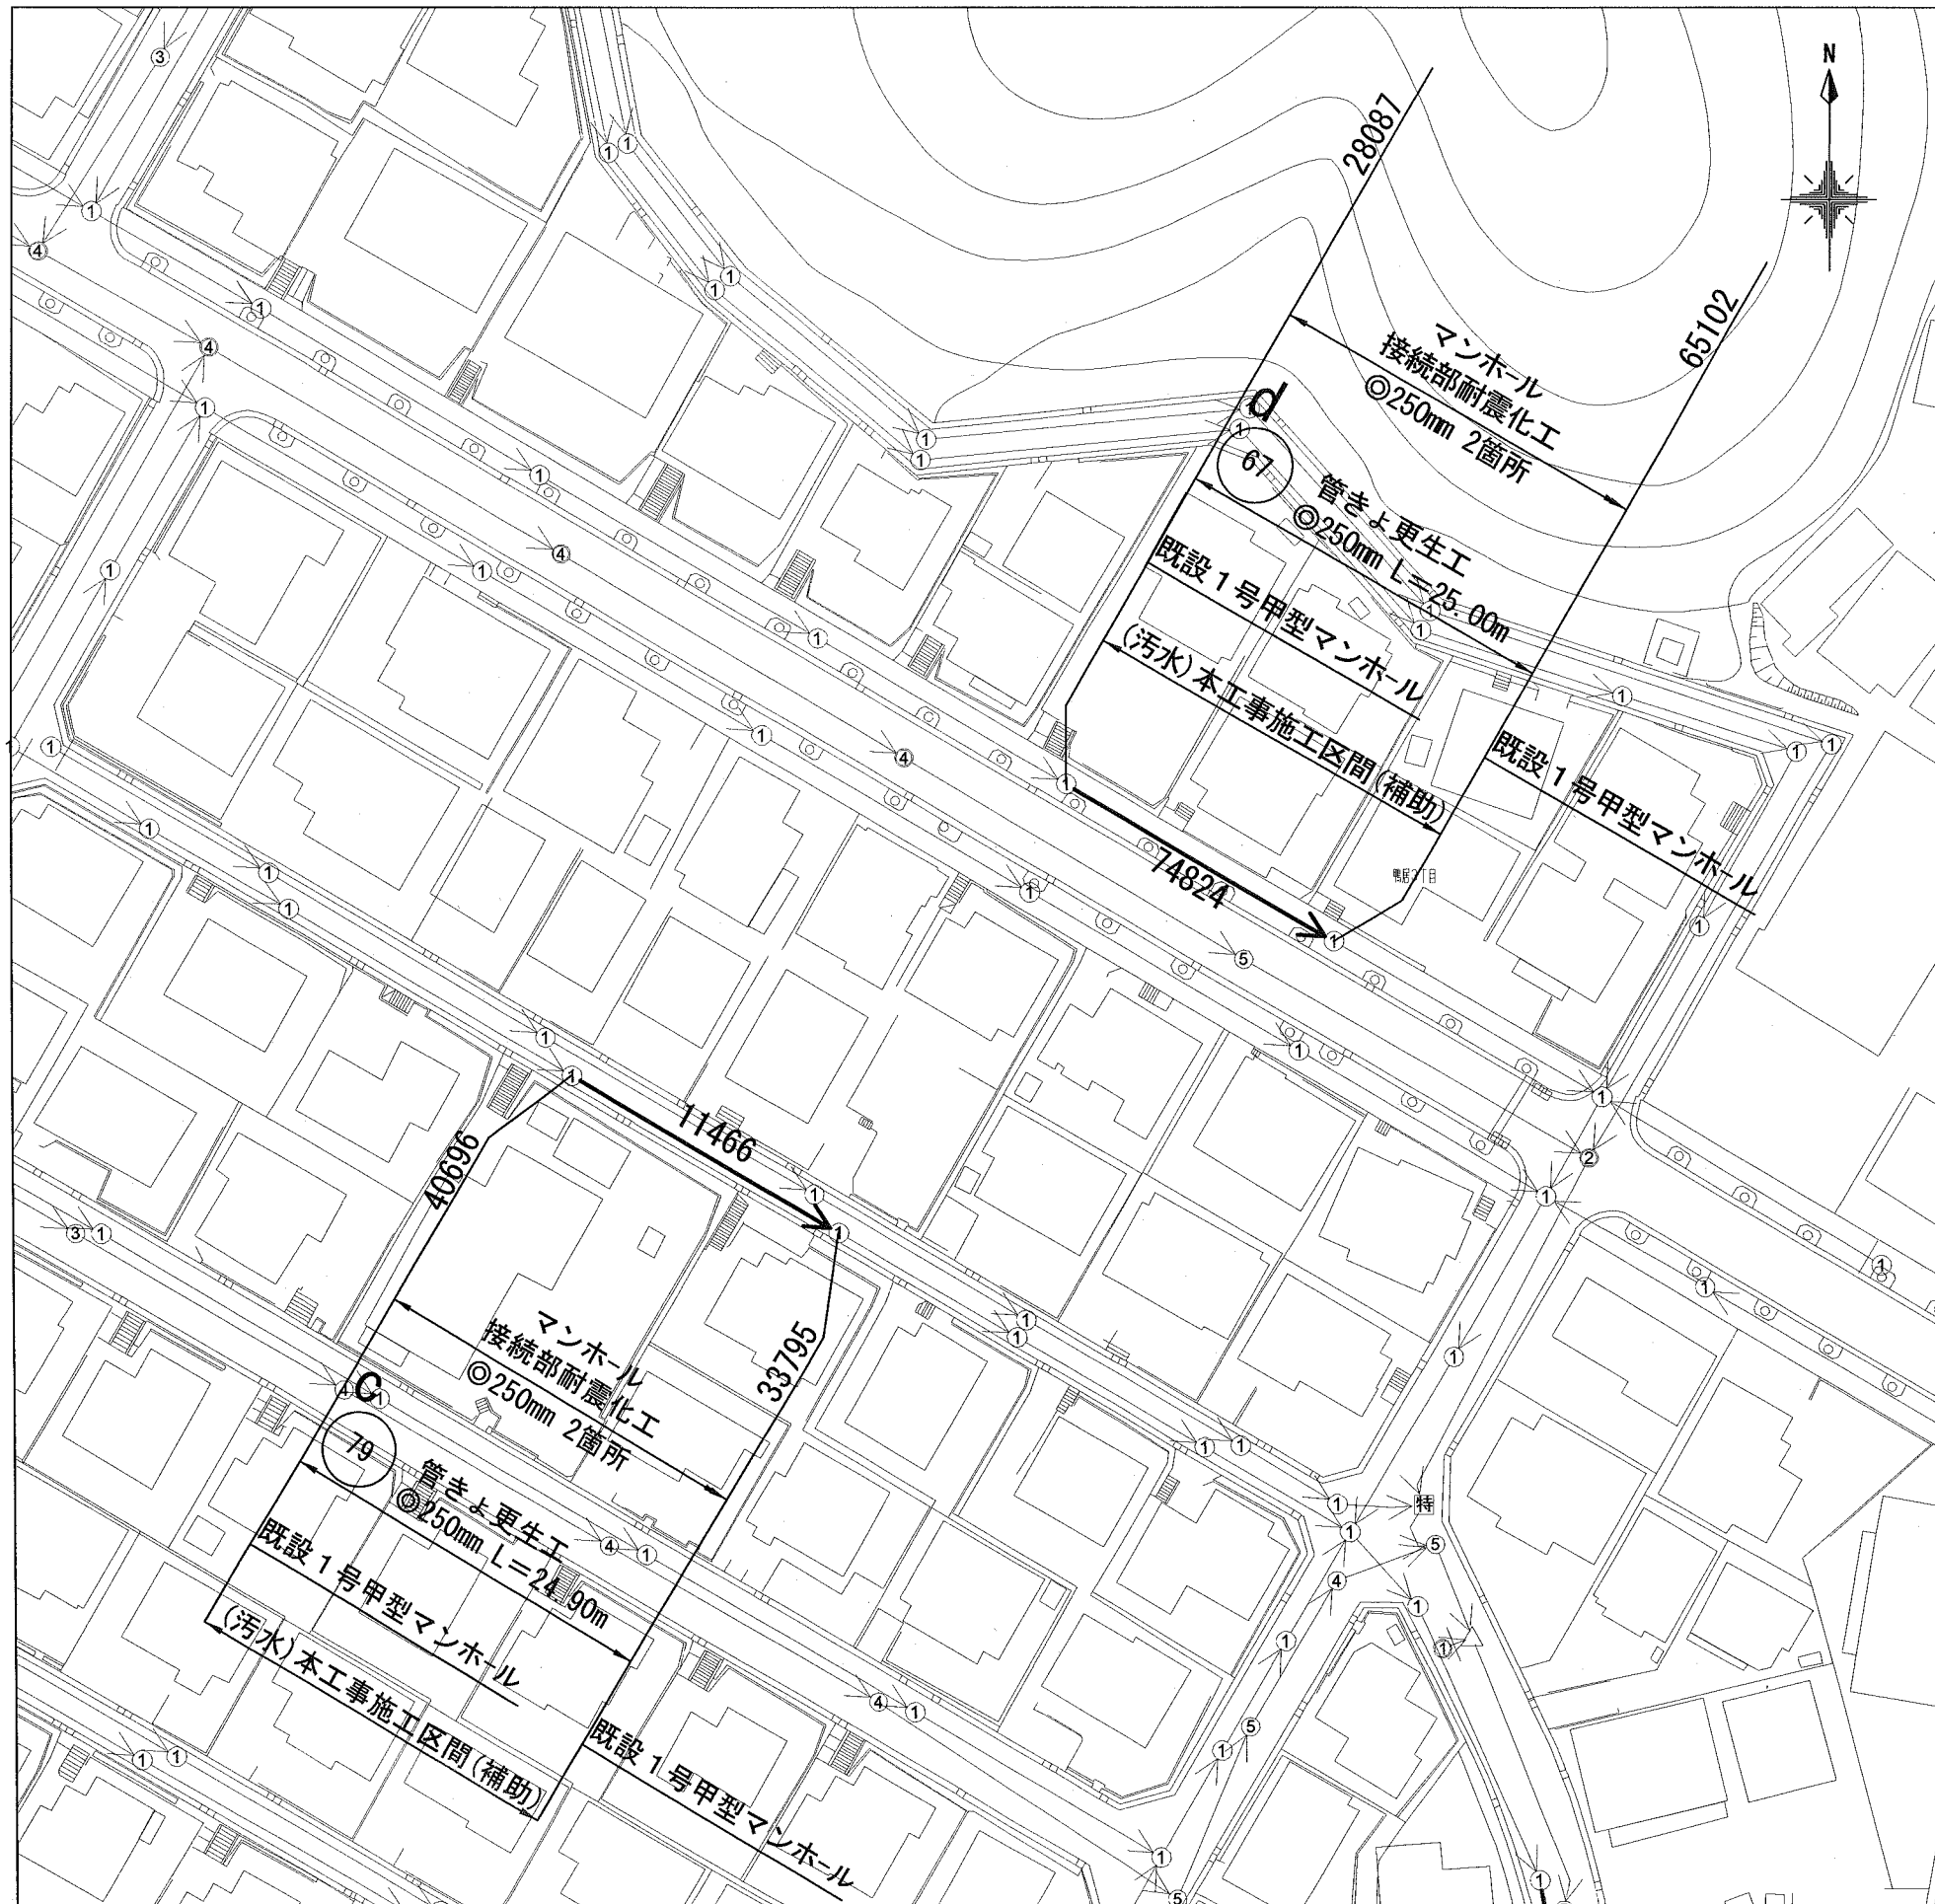 N
28087
65102
マンホール
接続部耐震化工
◎250mm 2箇所
d
67
管きょ更生工
◎250mm L=25.00m
既設1号甲型マンホール
(汚水)本工事施工区間(補助)
既設1号甲型マンホール
74824
鴨居3丁目
11466
40696
33795
マンホール
接続部耐震化工
◎250mm 2箇所
C
79
管きょ更生工
◎250mm L=24.90m
既設1号甲型マンホール
(汚水)本工事施工区間(補助)
既設1号甲型マンホール
特